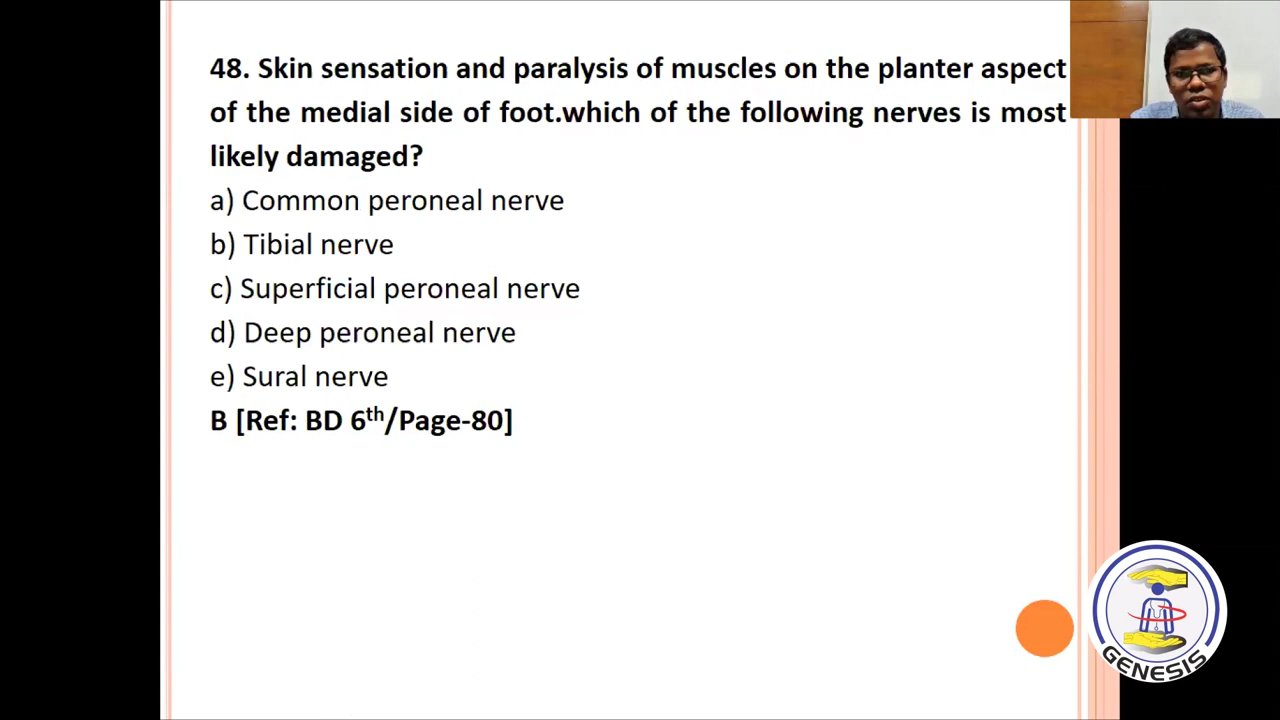 48. Skin sensation and paralysis of muscles on the planter aspect
of the medial side of foot.which of the following nerves is most
likely damaged?
a) Common peroneal nerve
b) Tibial nerve
c) Superficial peroneal nerve
d) Deep peroneal nerve
e) Sural nerve
B [Ref: BD 6th/Page-80]
GENESIS